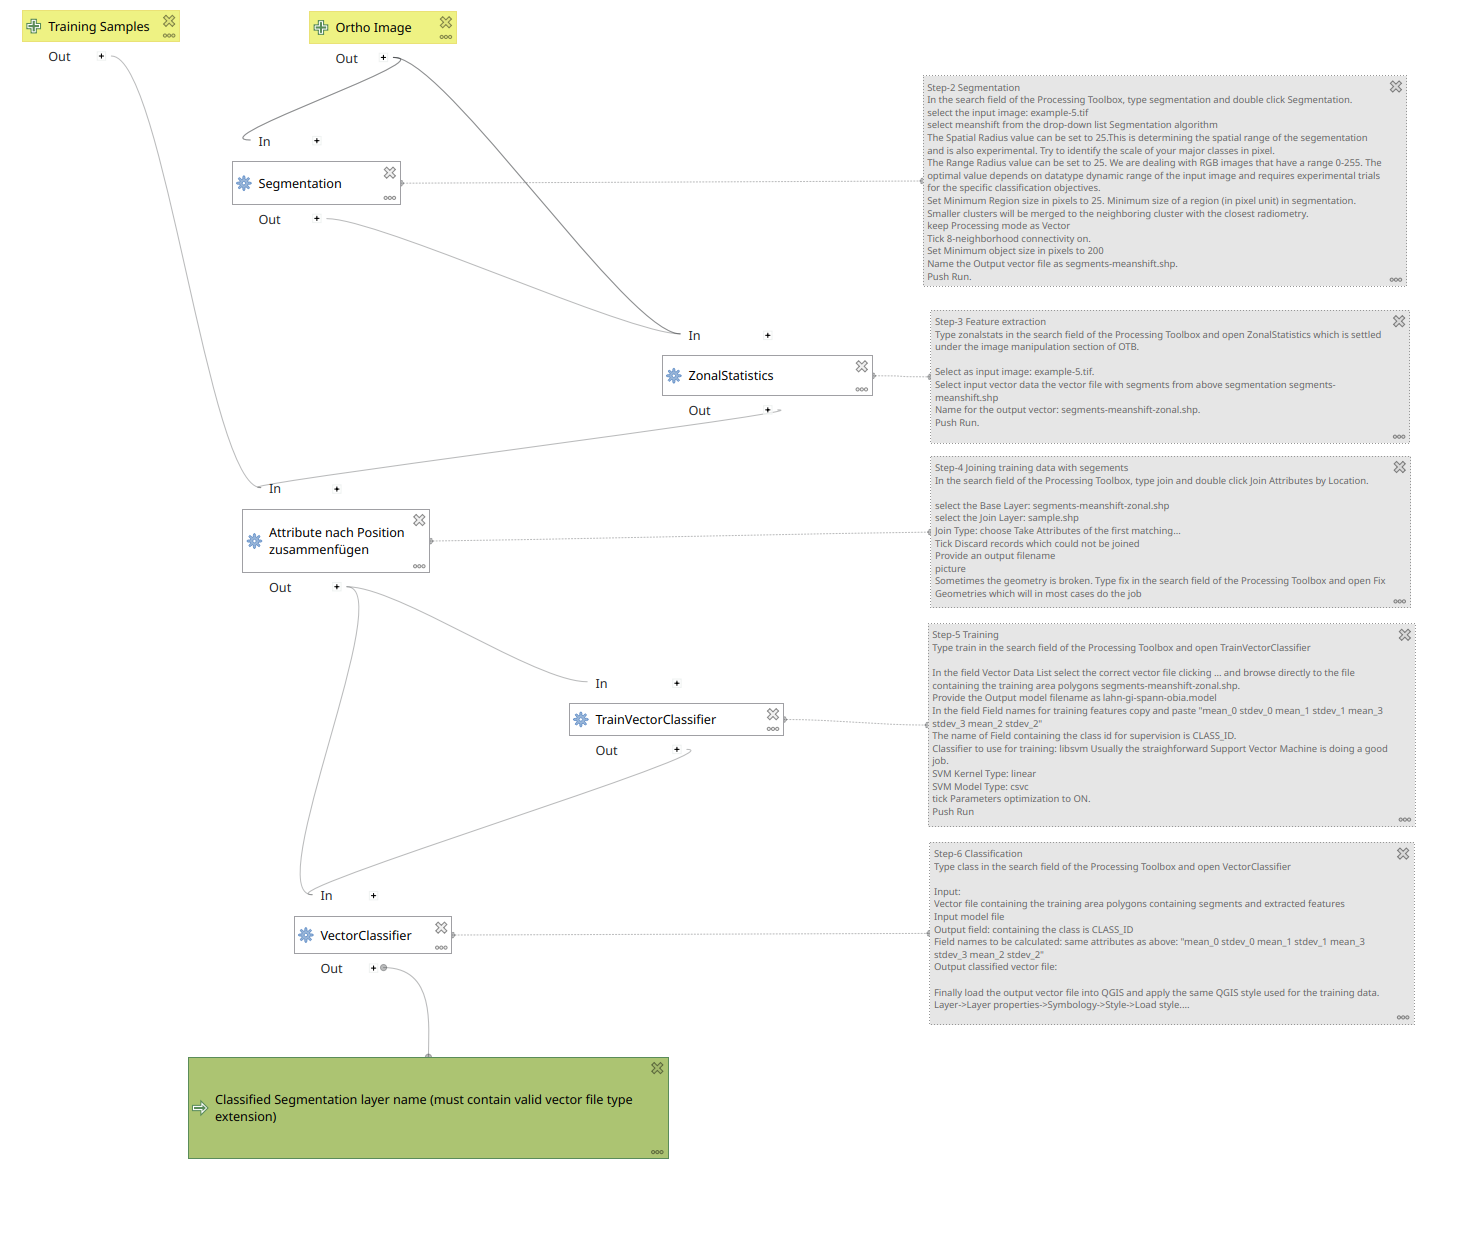 Training Samples
Out
Ortho Image
Out
In
Segmentation
Out
Step-2 Segmentation
In the search field of the Processing Toolbox, type segmentation and double click Segmentation.
select the input image: example-5.tif
select meanshift from the drop-down list Segmentation algorithm
The Spatial Radius value can be set to 25.This is determining the spatial range of the segementation
and is also experimental. Try to identify the scale of your major classes in pixel.
The Range Radius value can be set to 25. We are dealing with RGB images that have a range 0-255. The
optimal value depends on datatype dynamic range of the input image and requires experimental trials
for the specific classification objectives.
Set Minimum Region size in pixels to 25. Minimum size of a region (in pixel unit) in segmentation.
Smaller clusters will be merged to the neighboring cluster with the closest radiometry.
keep Processing mode as Vector
Tick 8-neighborhood connectivity on.
Set Minimum object size in pixels to 200
Name the Output vector file as segments-meanshift.shp.
Push Run.
In
ZonalStatistics
Out
Step-3 Feature extraction
Type zonalstats in the search field of the Processing Toolbox and open ZonalStatistics which is settled
under the image manipulation section of OTB.
Select as input image: example-5.tif.
Select input vector data the vector file with segments from above segmentation segments-
meanshift.shp
Name for the output vector: segments-meanshift-zonal.shp.
Push Run.
In
Attribute nach Position
zusammenfügen
Out
Step-4 Joining training data with segements
In the search field of the Processing Toolbox, type join and double click Join Attributes by Location.
select the Base Layer: segments-meanshift-zonal.shp
select the Join Layer: sample.shp
Join Type: choose Take Attributes of the first matching...
Tick Discard records which could not be joined
Provide an output filename
picture
Sometimes the geometry is broken. Type fix in the search field of the Processing Toolbox and open Fix
Geometries which will in most cases do the job
In
TrainVectorClassifier
Out
Step-5 Training
Type train in the search field of the Processing Toolbox and open TrainVectorClassifier
In the field Vector Data List select the correct vector file clicking ... and browse directly to the file
containing the training area polygons segments-meanshift-zonal.shp.
Provide the Output model filename as lahn-gi-spann-obia.model
In the field Field names for training features copy and paste "mean_0 stdev_0 mean_1 stdev_1 mean_3
stdev_3 mean_2 stdev_2"
The name of Field containing the class id for supervision is CLASS_ID.
Classifier to use for training: libsvm Usually the straighforward Support Vector Machine is doing a good
job.
SVM Kernel Type: linear
SVM Model Type: csvc
tick Parameters optimization to ON.
Push Run
In
VectorClassifier
Out
Step-6 Classification
Type class in the search field of the Processing Toolbox and open VectorClassifier
Input:
Vector file containing the training area polygons containing segments and extracted features
Input model file
Output field: containing the class is CLASS_ID
Field names to be calculated: same attributes as above: "mean_0 stdev_0 mean_1 stdev_1 mean_3
stdev_3 mean_2 stdev_2"
Output classified vector file:
Finally load the output vector file into QGIS and apply the same QGIS style used for the training data.
Layer->Layer properties->Symbology->Style->Load style....
Classified Segmentation layer name (must contain valid vector file type
extension)